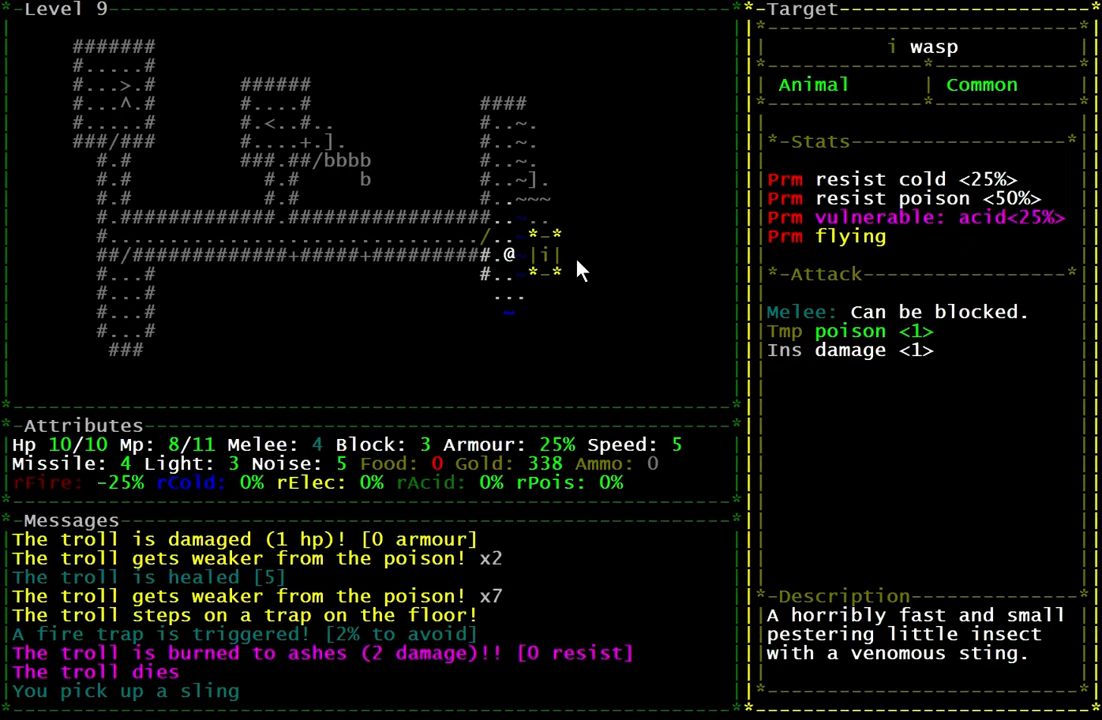 Level 9
Target
i wasp
Animal | Common
#######
#.....#
#...>.# ######
#...^.# #....# ####
#.....# #.<..#.. #..~.
###/### #....+.]. #..~.
#.# ###.##/bbbb #..~.
#.# #.# b #..~].
#.# #.# #..~~~
#.#############.#################..~..
#.............................../..~
##/#############+#####+#########.@~|i|
#...# #..~
#...# ...
#...# ~
#...#
###
Stats
Prm resist cold <25%>
Prm resist poison <50%>
Prm vulnerable: acid<25%>
Prm flying
Attack
Melee: Can be blocked.
Tmp poison <1>
Ins damage <1>
Attributes
Hp 10/10 Mp: 8/11 Melee: 4 Block: 3 Armour: 25% Speed: 5
Missile: 4 Light: 3 Noise: 5 Food: 0 Gold: 338 Ammo: 0
rFire: -25% rCold: 0% rElec: 0% rAcid: 0% rPois: 0%
Messages
The troll is damaged (1 hp)! [0 armour]
The troll gets weaker from the poison! x2
The troll is healed [5]
The troll gets weaker from the poison! x7
The troll steps on a trap on the floor!
A fire trap is triggered! [2% to avoid]
The troll is burned to ashes (2 damage)!! [0 resist]
The troll dies
You pick up a sling
Description
A horribly fast and small
pestering little insect
with a venomous sting.